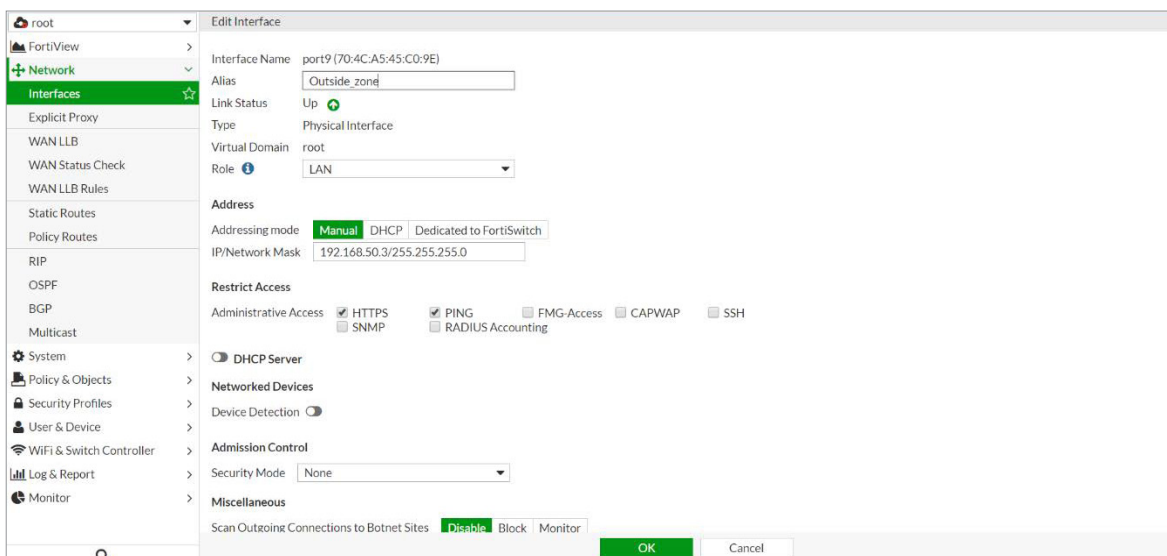 root
Edit Interface
FortiView
Network
Interfaces
Explicit Proxy
WAN LLB
WAN Status Check
WAN LLB Rules
Static Routes
Policy Routes
RIP
OSPF
BGP
Multicast
System
Policy & Objects
Security Profiles
User & Device
WiFi & Switch Controller
Log & Report
Monitor
Interface Name port9 (70:4C:A5:45:C0:9E)
Alias Outside_zone
Link Status Up
Type Physical Interface
Virtual Domain root
Role LAN
Address
Addressing mode Manual DHCP Dedicated to FortiSwitch
IP/Network Mask 192.168.50.3/255.255.255.0
Restrict Access
Administrative Access HTTPS PING FMG-Access CAPWAP SSH
SNMP RADIUS Accounting
DHCP Server
Networked Devices
Device Detection
Admission Control
Security Mode None
Miscellaneous
Scan Outgoing Connections to Botnet Sites Disable Block Monitor
OK Cancel